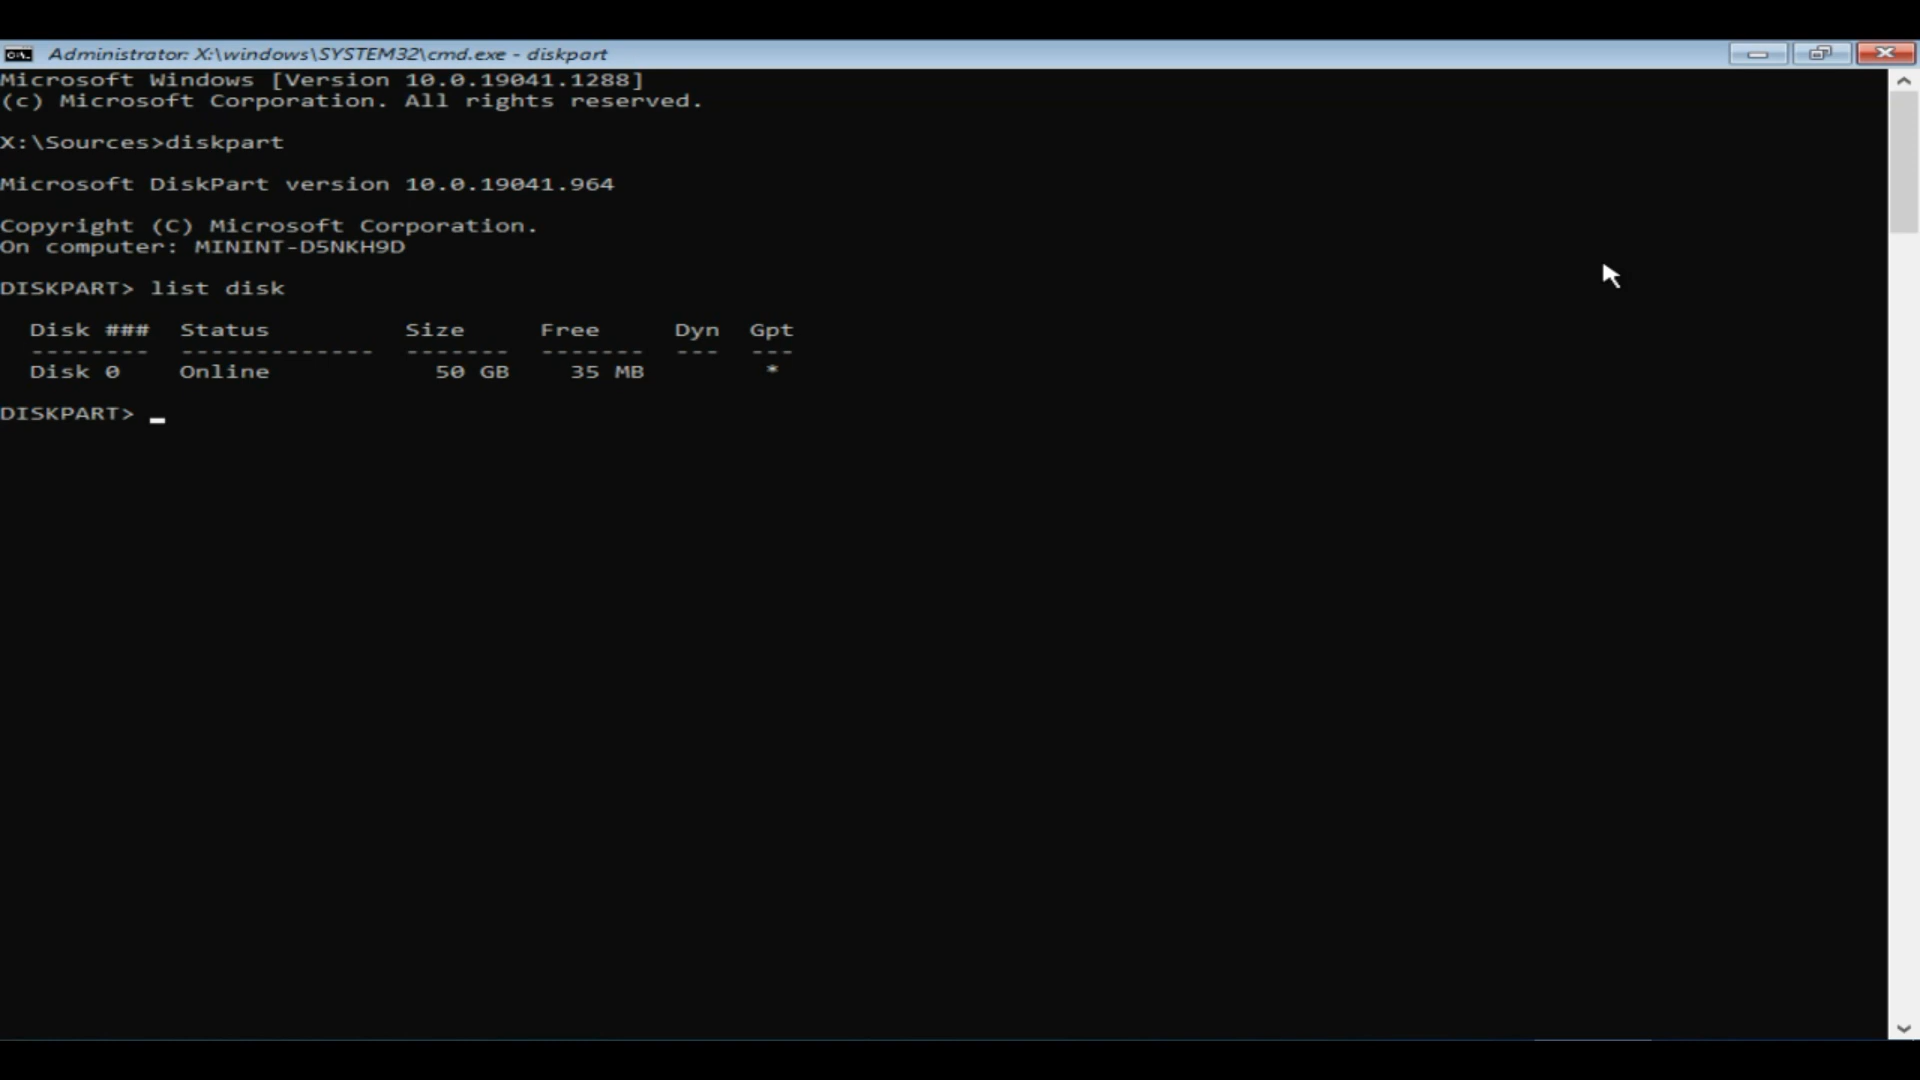 Administrator: X:\windows\SYSTEM32\cmd.exe - diskpart
Microsoft Windows [Version 10.0.19041.1288]
(c) Microsoft Corporation. All rights reserved.
X:\Sources>diskpart
Microsoft DiskPart version 10.0.19041.964
Copyright (C) Microsoft Corporation.
On computer: MININT-D5NKH9D
DISKPART> list disk
Disk ###  Status         Size     Free     Dyn  Gpt
--------  -------------  -------  -------  ---  ---
Disk 0    Online           50 GB    35 MB        *
DISKPART> _